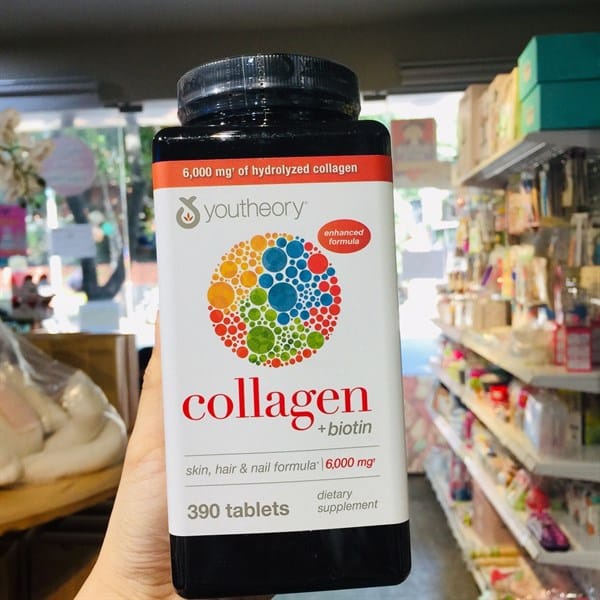 6,000 mg† of hydrolyzed collagen
youtheory®
enhanced
formula
collagen
+biotin
skin, hair & nail formula* | 6,000 mg†
390 tablets
dietary
supplement